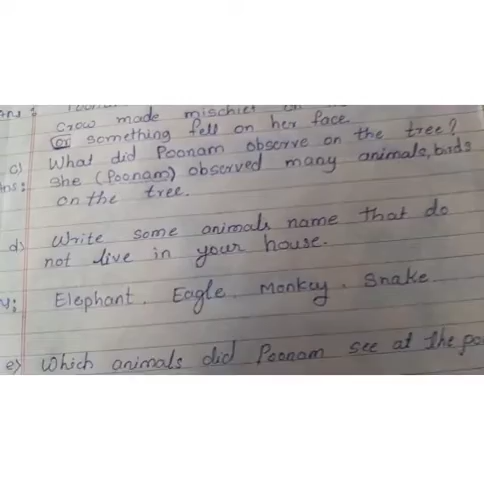 Ans:
crow made mischief
(or) something fell on her face.
c) What did Poonam observe on the tree?
Ans: She (Poonam) observed many animals, birds
on the tree.
d) Write some animals name that do
not live in your house.
Elephant. Eagle. Monkey. Snake
e) Which animals did Poonam see at the